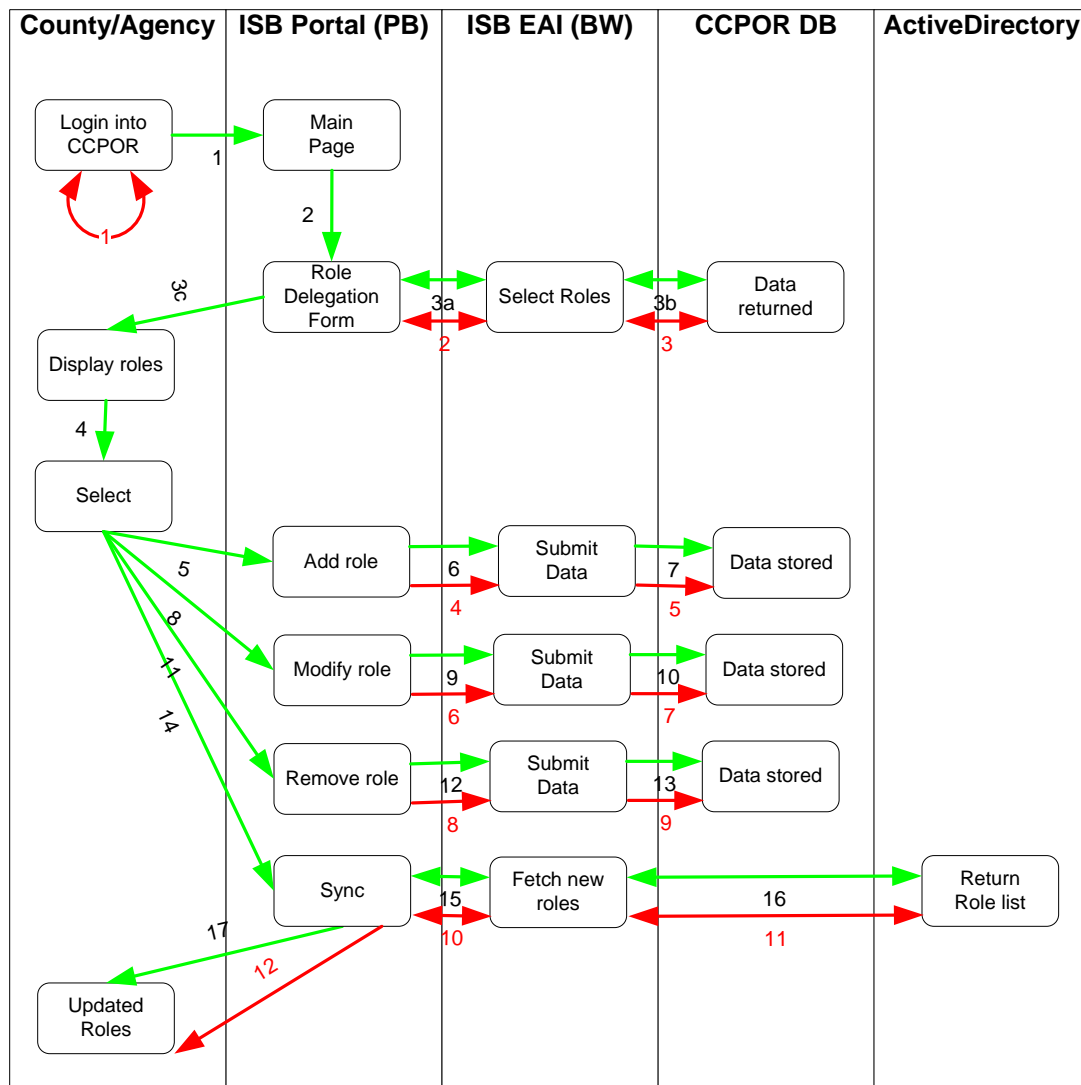 County/Agency
ISB Portal (PB)
ISB EAI (BW)
CCPOR DB
ActiveDirectory
Login into
CCPOR
1
Main
Page
1
2
Role
Delegation
Form
3a
2
Select Roles
3b
3
Data
returned
3c
Display roles
4
Select
5
8
11
14
Add role
6
4
Submit
Data
7
5
Data stored
Modify role
9
6
Submit
Data
10
7
Data stored
Remove role
12
8
Submit
Data
13
9
Data stored
Sync
15
10
Fetch new
roles
16
11
Return
Role list
17
12
Updated
Roles